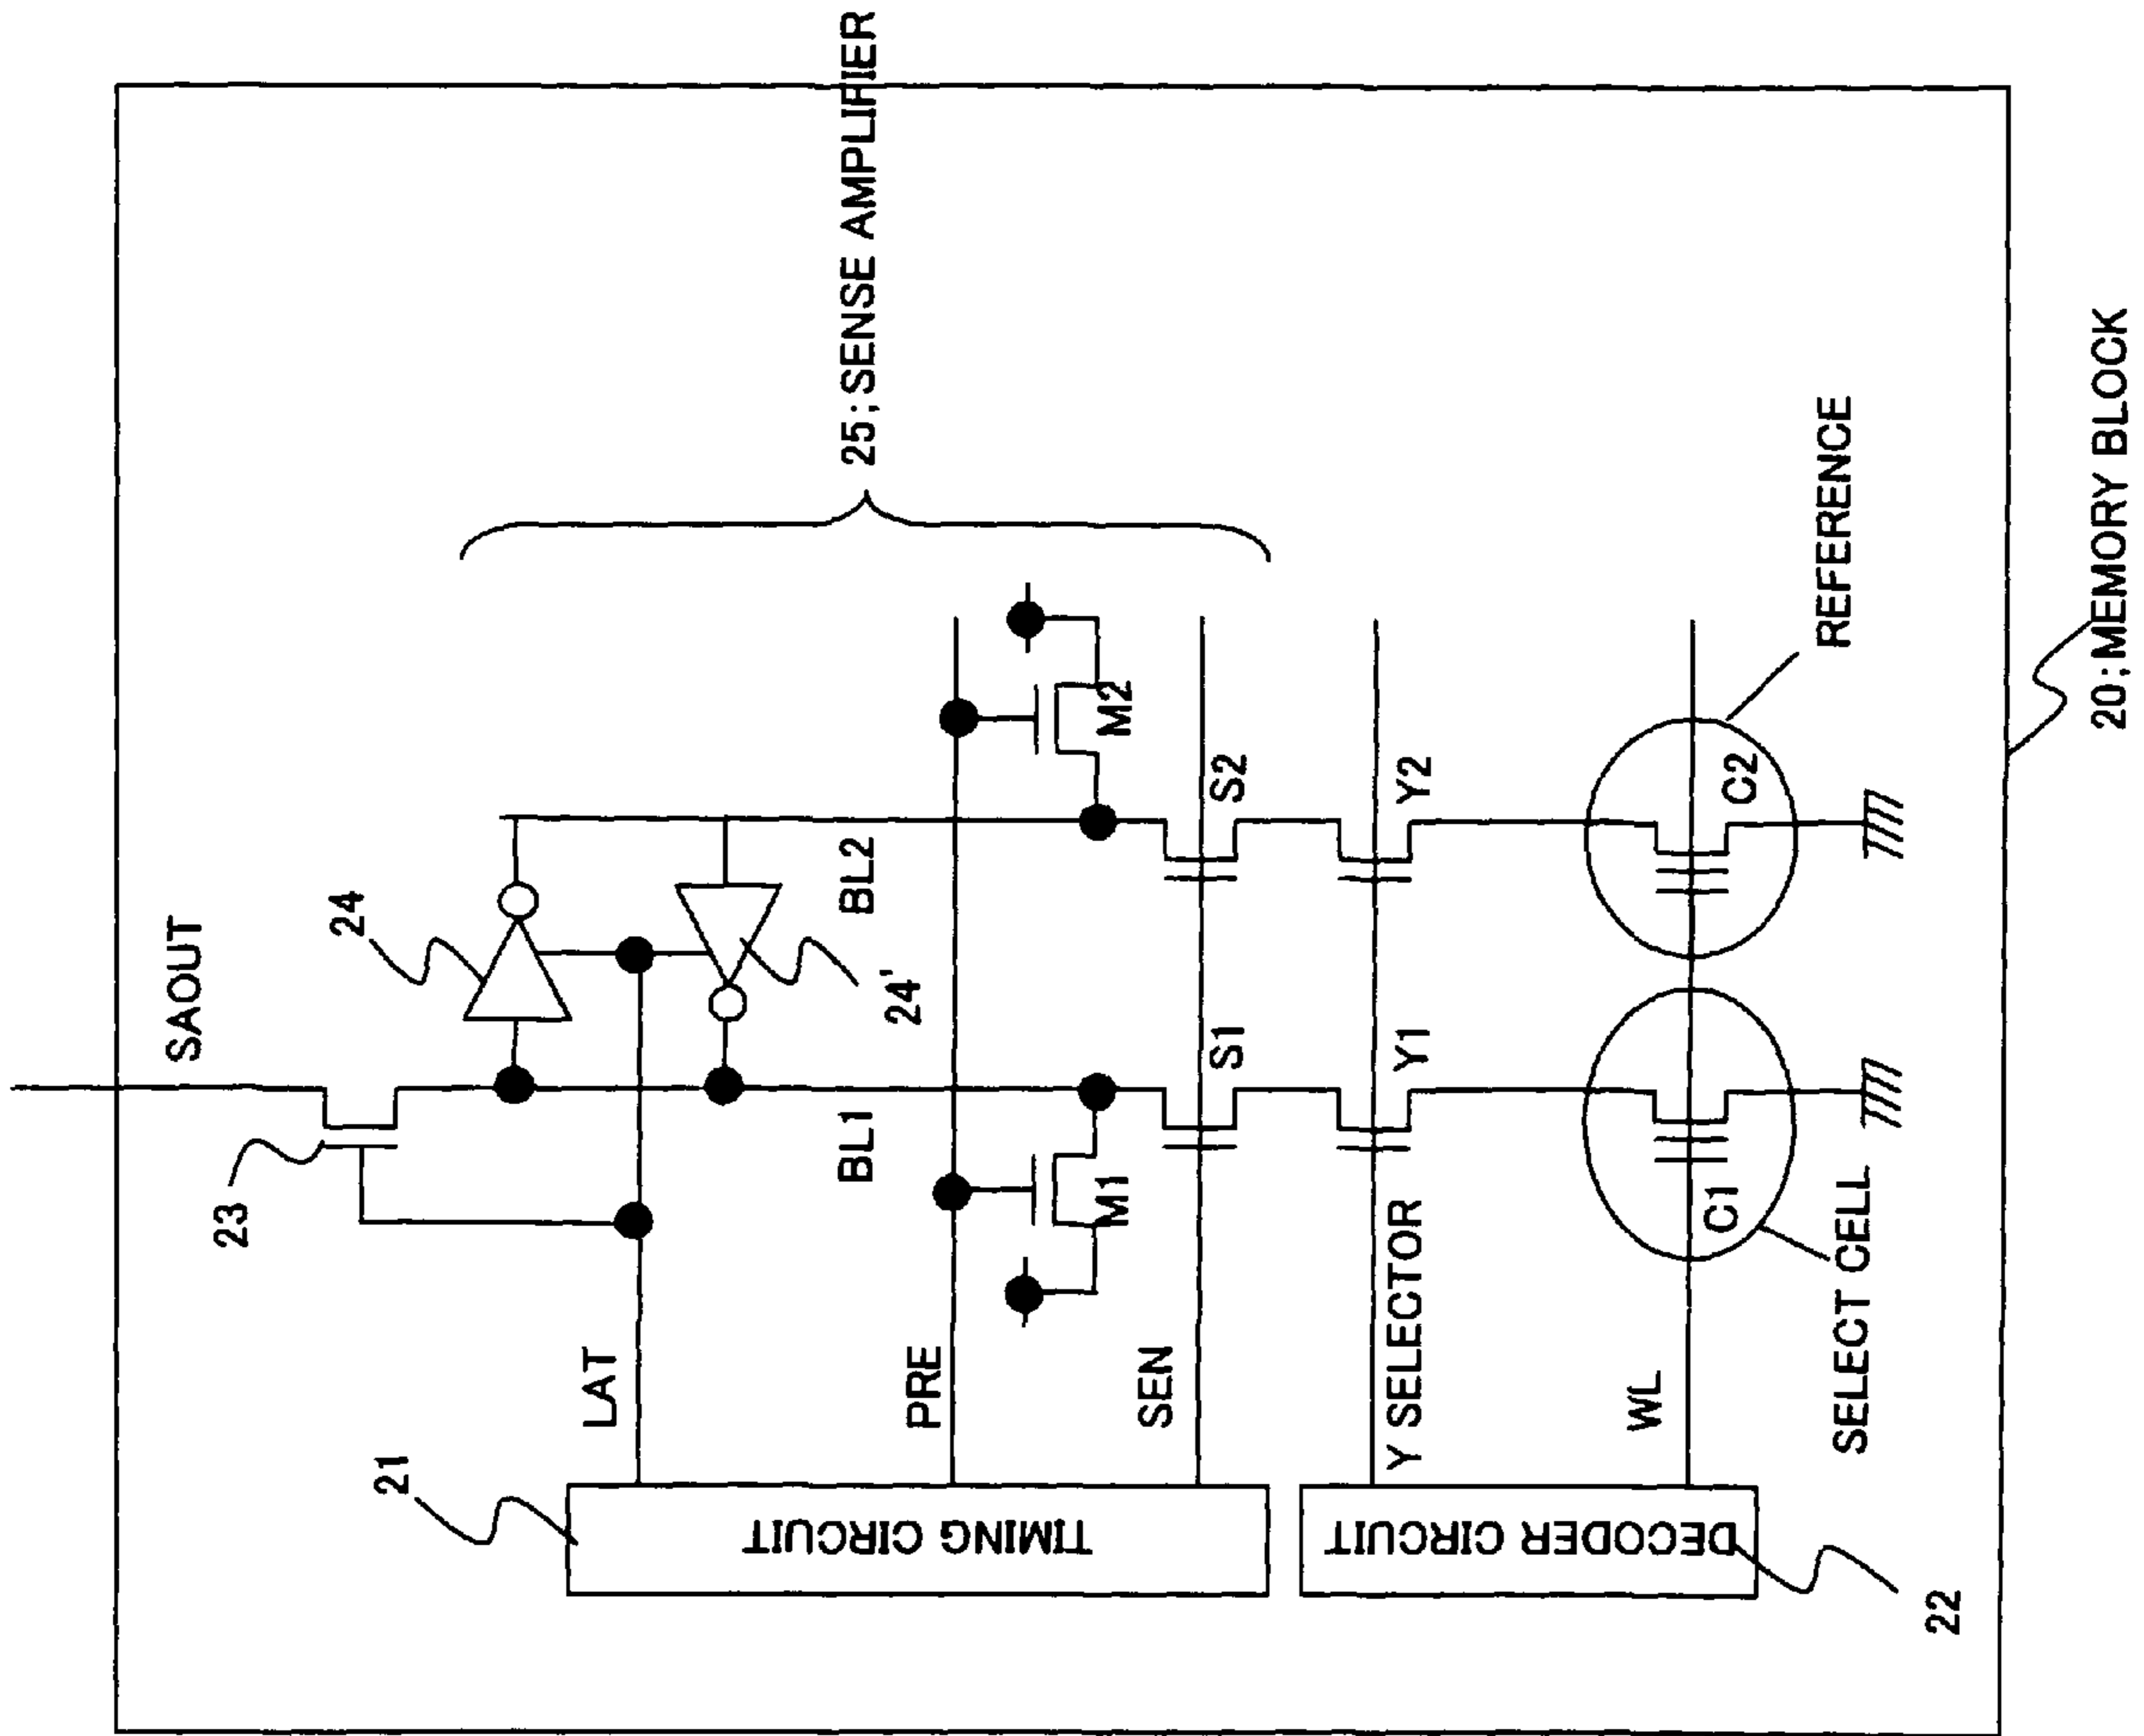 SAOUT
23
24
24'
25;SENSE AMPLIFIER
21
LAT
BL1
BL2
PRE
M1
M2
SEN
S1
S2
TIMING CIRCUIT
Y SELECTOR
Y1
Y2
DECODER CIRCUIT
WL
C1
C2
22
SELECT CELL
REFERENCE
20;MEMORY BLOCK